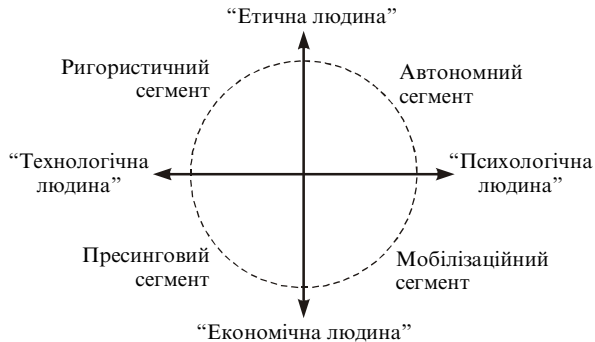 “Етична людина”
Ригористичний
сегмент
Автономний
сегмент
“Технологічна
людина”
“Психологічна
людина”
Пресинговий
сегмент
Мобілізаційний
сегмент
“Економічна людина”